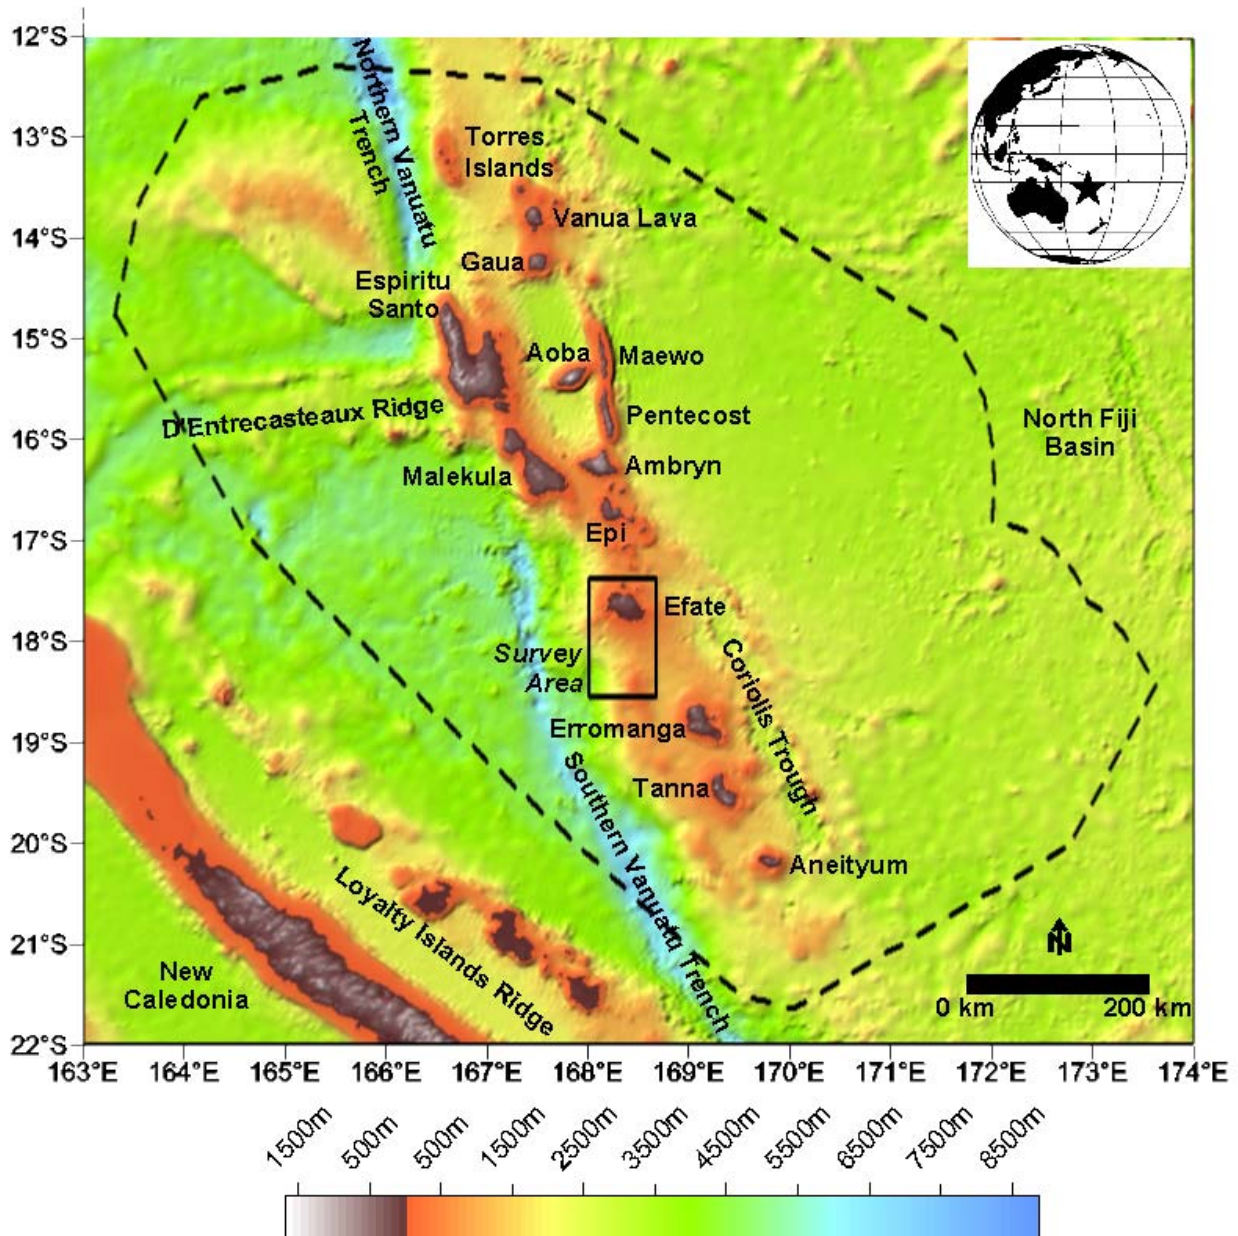 12°S
13°S
14°S
15°S
16°S
17°S
18°S
19°S
20°S
21°S
22°S
Northern Vanuatu
Trench
Torres
Islands
Vanua Lava
Gaua
Espiritu
Santo
Aoba
Maewo
D'Entrecasteaux Ridge
Pentecost
North Fiji
Basin
Malekula
Ambryn
Epi
Efate
Survey
Area
Coriolis Trough
Erromanga
Tanna
Southern Vanuatu Trench
Aneityum
Loyalty Islands Ridge
New
Caledonia
N
0 km 200 km
163°E 164°E 165°E 166°E 167°E 168°E 169°E 170°E 171°E 172°E 173°E 174°E
1500m 500m 500m 1500m 2500m 3500m 4500m 5500m 6500m 7500m 8500m